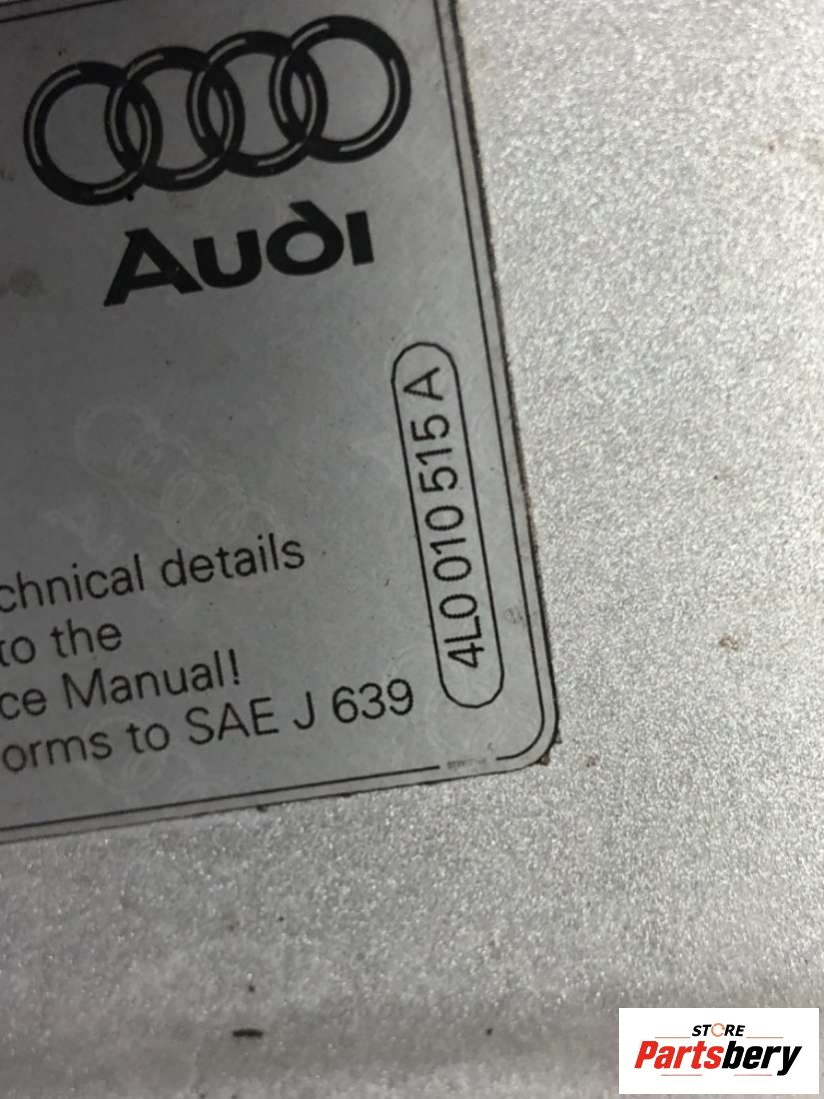 Audi
4L0 010 515 A
chnical details
to the
ce Manual!
orms to SAE J 639
STORE
Partsbery